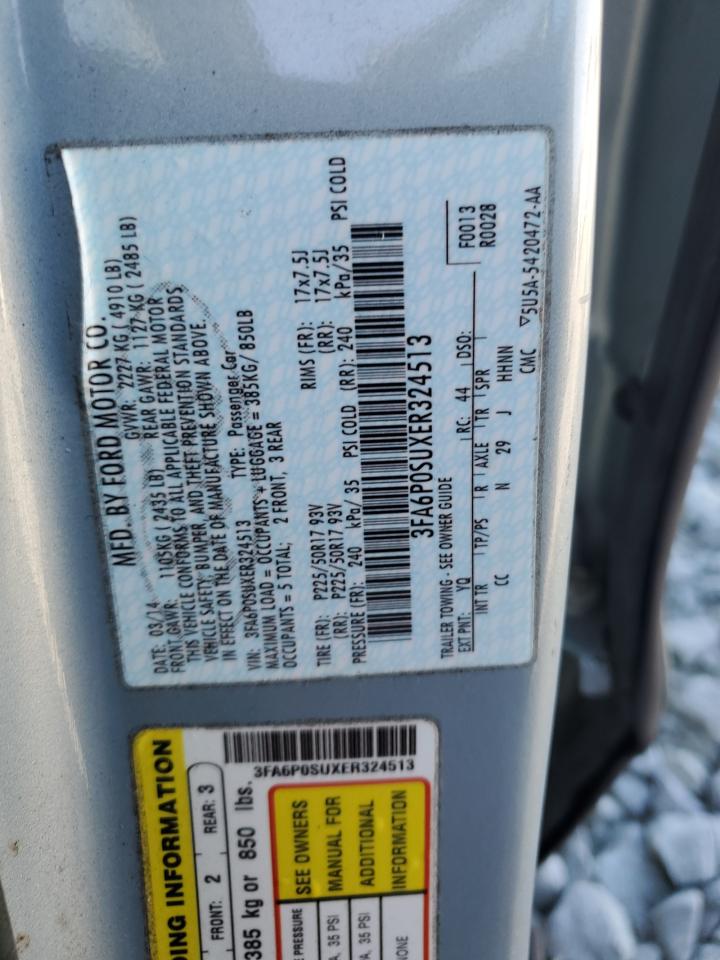 MFD. BY FORD MOTOR CO.
DATE: 03/14 GVWR: 2227 KG ( 4910 LB)
FRONT GAWR: 1105KG ( 2435 LB) REAR GAWR: 1127 KG ( 2485 LB)
THIS VEHICLE CONFORMS TO ALL APPLICABLE FEDERAL MOTOR
VEHICLE SAFETY, BUMPER, AND THEFT PREVENTION STANDARDS
IN EFFECT ON THE DATE OF MANUFACTURE SHOWN ABOVE.
VIN: 3FA6P0SUXER324513 TYPE: Passenger Car
MAXIMUM LOAD = OCCUPANTS + LUGGAGE = 385KG/ 850LB
OCCUPANTS = 5 TOTAL; 2 FRONT, 3 REAR
TIRE (FR): P225/50R17 93V RIMS (FR): 17x7.5J
(RR): P225/50R17 93V (RR): 17x7.5J
PRESSURE (FR): 240 kPa/ 35 PSI COLD (RR): 240 kPa/35 PSI COLD
3FA6P0SUXER324513
TRAILER TOWING - SEE OWNER GUIDE F0013
EXT PNT: YQ RC: 44 DSO: R0028
INT TR TP/PS R AXLE TR SPR
CC N 29 J HHNN
CMC ▽5U5A-5420472-AA
DING INFORMATION
FRONT: 2 REAR: 3
385 kg or 850 lbs.
3FA6P0SUXER324513
PRESSURE SEE OWNERS
A, 35 PSI MANUAL FOR
A, 35 PSI ADDITIONAL
NONE INFORMATION